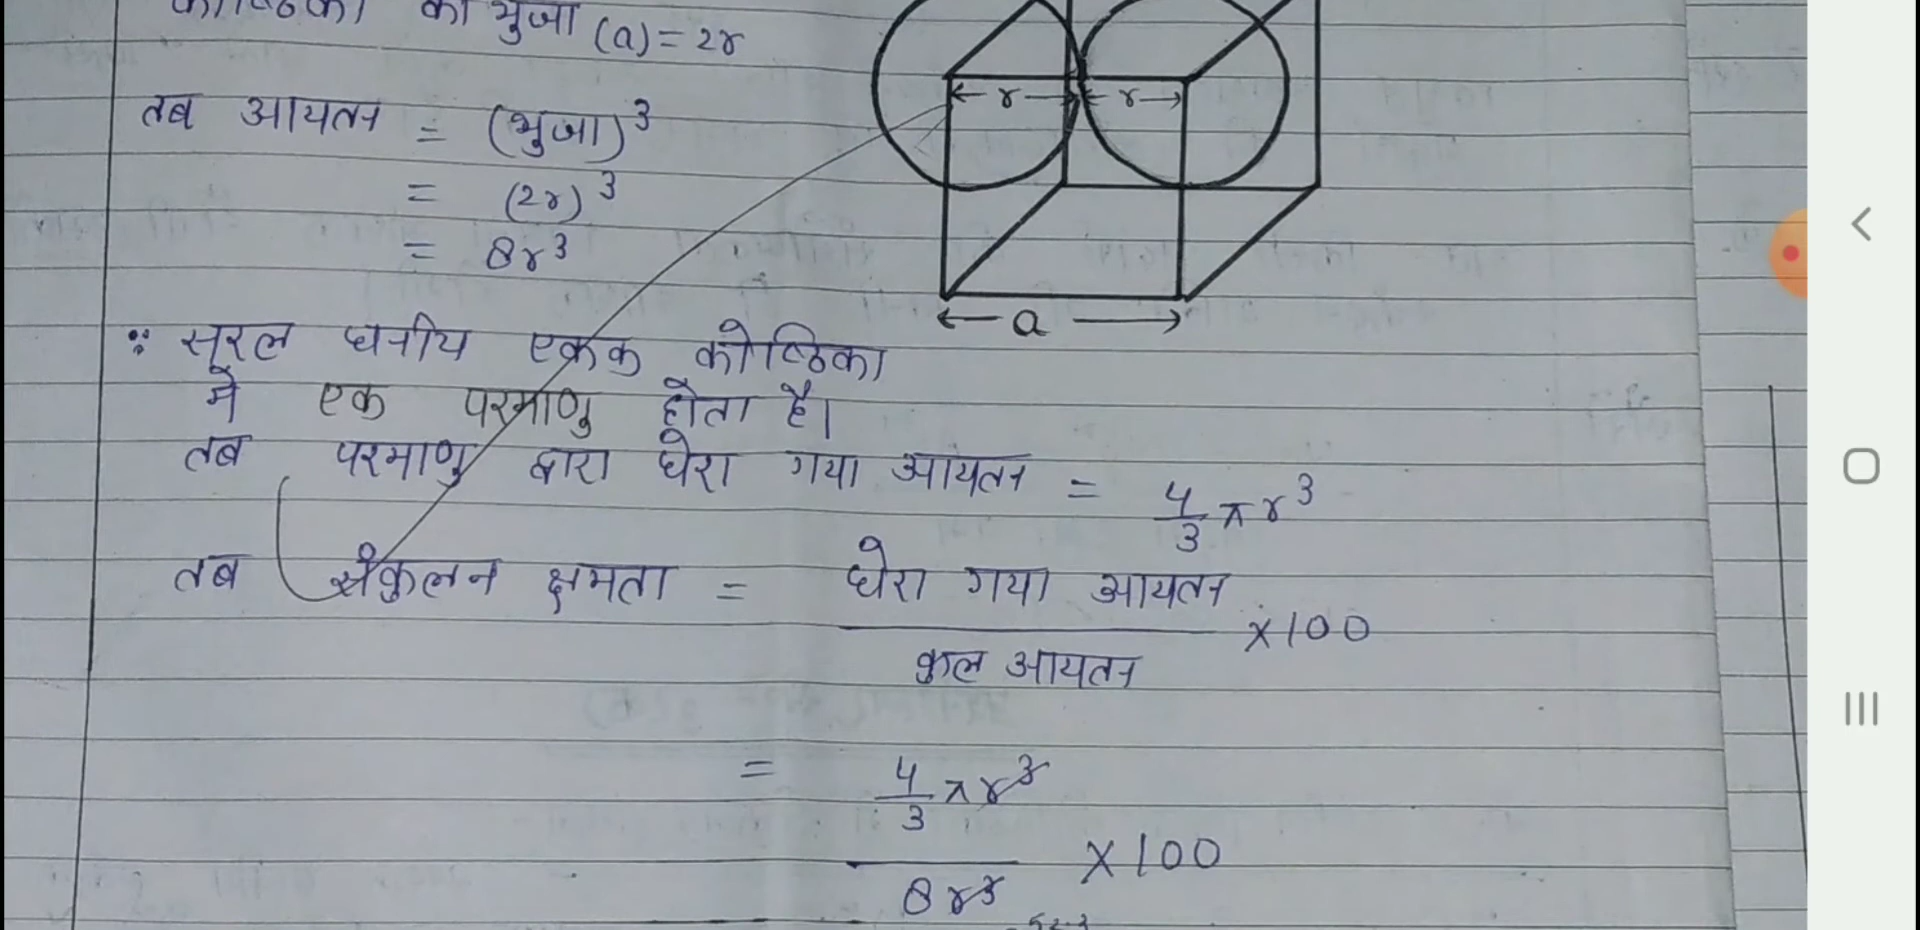 की भुजा (a) = 2r
r r
तब आयतन = (भुजा)³
= (2r)³
= 8r³
a
∵ सरल घनीय एकक कोष्ठिका
मे एक परमाणु होता है।
तब परमाणु द्वारा घेरा गया आयतन = 4/3 πr³
तब संकुलन क्षमता = घेरा गया आयतन / कुल आयतन × 100
= 4/3 πr³ / 8r³ × 100